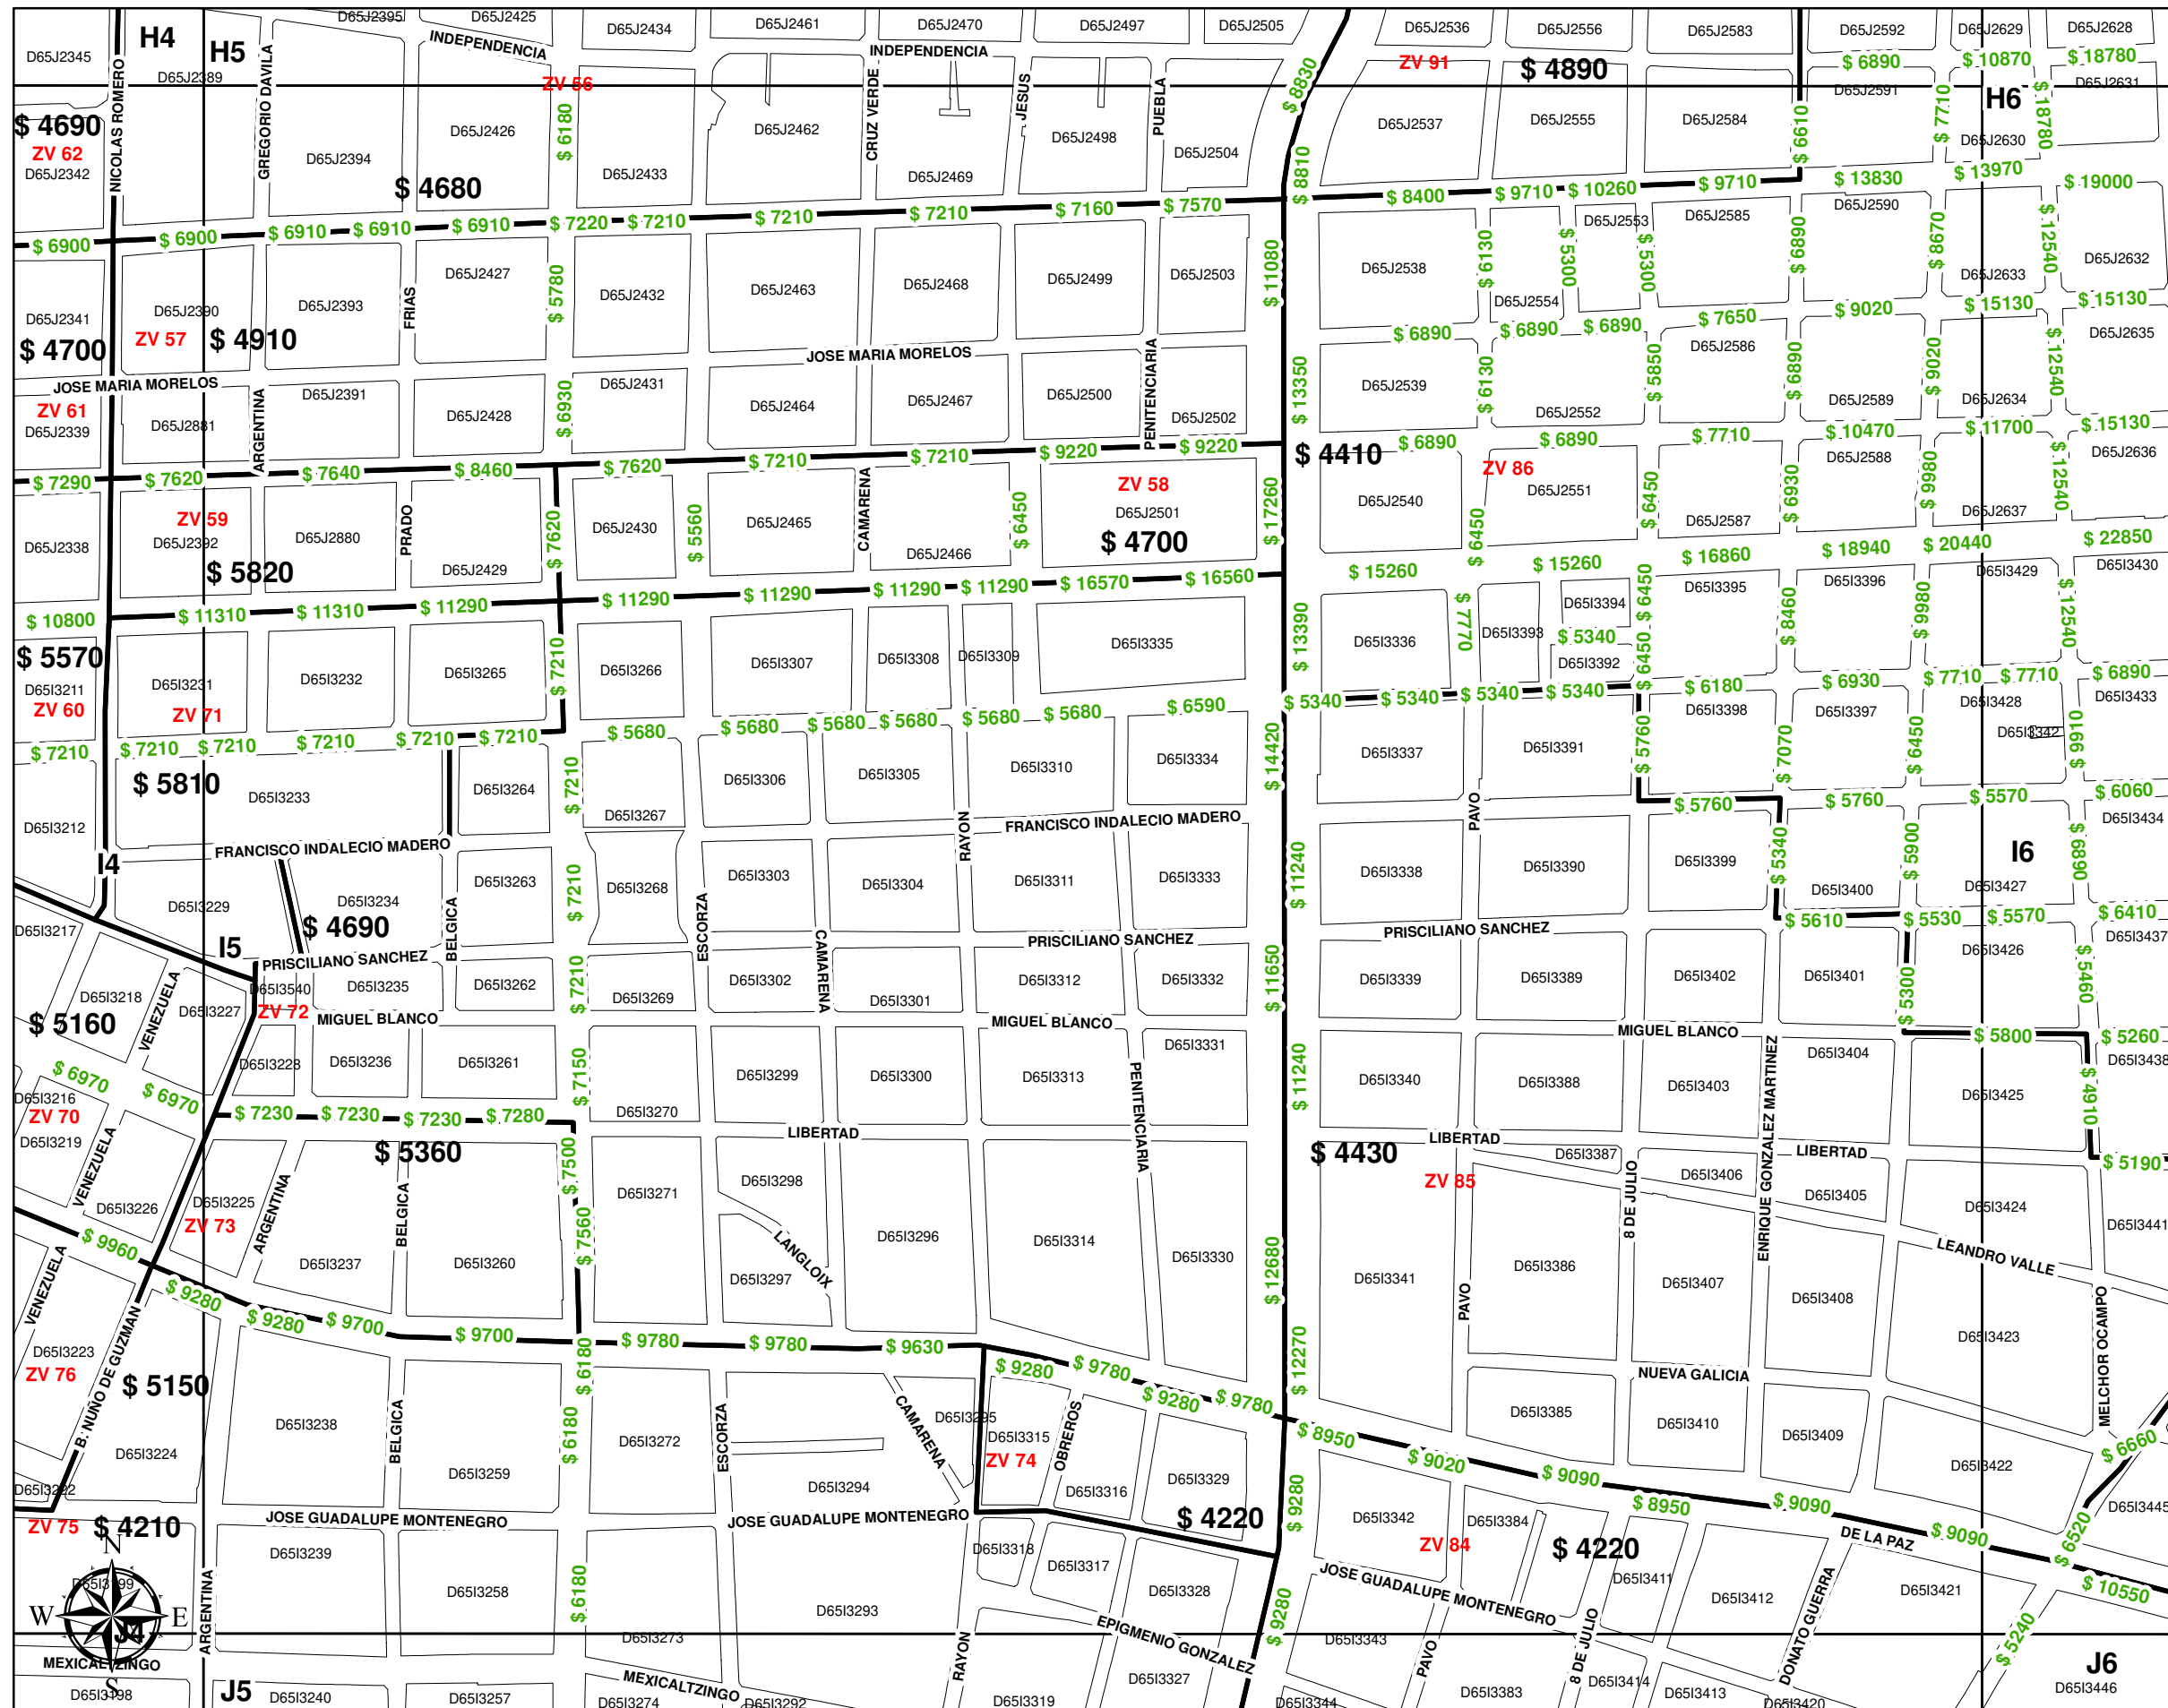 D65J2395
D65J2425
D65J2434
D65J2461
D65J2470
D65J2497
D65J2505
D65J2536
D65J2556
D65J2583
D65J2592
D65J2629
D65J2628
H4
H5
INDEPENDENCIA
INDEPENDENCIA
D65J2345
D65J2389
ZV 56
ZV 91
$ 4890
$ 6890
$ 10870
$ 18780
D65J2591
D65J2631
H6
$ 8830
NICOLAS ROMERO
GREGORIO DAVILA
CRUZ VERDE
JESUS
PUEBLA
$ 4690
ZV 62
D65J2342
D65J2394
D65J2426
$ 6180
D65J2433
D65J2462
D65J2469
D65J2498
D65J2504
$ 8810
D65J2537
D65J2555
D65J2584
$ 6610
$ 7710
D65J2630
$ 18780
$ 4680
$ 8400
$ 9710
$ 10260
$ 9710
$ 13830
$ 13970
$ 19000
$ 6900
$ 6900
$ 6910
$ 6910
$ 6910
$ 7220
$ 7210
$ 7210
$ 7210
$ 7160
$ 7570
D65J2553
D65J2585
D65J2590
D65J2427
$ 5780
D65J2432
D65J2463
D65J2468
D65J2499
D65J2503
$ 11080
D65J2538
$ 6130
$ 5300
$ 5300
$ 6890
$ 8670
D65J2633
$ 12540
D65J2632
D65J2341
D65J2390
D65J2393
FRIAS
D65J2554
$ 4700
ZV 57
$ 4910
JOSE MARIA MORELOS
$ 6890
$ 6890
$ 6890
$ 7650
$ 9020
$ 15130
$ 15130
D65J2586
D65J2635
JOSE MARIA MORELOS
ZV 61
D65J2339
D65J2881
ARGENTINA
D65J2391
D65J2428
$ 6930
D65J2431
D65J2464
D65J2467
D65J2500
PENITENCIARIA
D65J2502
$ 13350
D65J2539
$ 6130
D65J2552
$ 5850
$ 6890
D65J2589
$ 9020
D65J2634
$ 12540
$ 4410
$ 6890
$ 6890
$ 7710
$ 10470
$ 11700
$ 15130
$ 7290
$ 7620
$ 7640
$ 8460
$ 7620
$ 7210
$ 7210
$ 9220
$ 9220
ZV 58
ZV 86
D65J2588
D65J2636
ZV 59
D65J2338
D65J2392
D65J2880
PRADO
D65J2429
$ 7620
D65J2430
$ 5560
D65J2465
CAMARENA
D65J2466
$ 6450
D65J2501
$ 4700
$ 17260
D65J2540
$ 6450
D65J2551
$ 6450
D65J2587
$ 6930
$ 9980
D65J2637
$ 12540
$ 5820
$ 15260
$ 15260
$ 16860
$ 18940
$ 20440
$ 22850
$ 10800
$ 11310
$ 11310
$ 11290
$ 11290
$ 11290
$ 11290
$ 11290
$ 16570
$ 16560
D65I3394
D65I3395
D65I3396
D65I3429
D65I3430
$ 5570
D65I3211
ZV 60
D65I3231
ZV 71
D65I3232
D65I3265
$ 7210
D65I3266
D65I3307
D65I3308
D65I3309
D65I3335
$ 13390
D65I3336
$ 7770
D65I3393
$ 5340
D65I3392
$ 6450
$ 6450
$ 8460
$ 9980
$ 12540
$ 5340
$ 5340
$ 5340
$ 5340
$ 6180
$ 6930
$ 7710
$ 7710
$ 6890
$ 7210
$ 7210
$ 7210
$ 7210
$ 7210
$ 7210
$ 5680
$ 5680
$ 5680
$ 5680
$ 5680
$ 5680
$ 6590
D65I3398
D65I3397
D65I3428
D65I3433
D65I3342
$ 5810
D65I3212
D65I3233
D65I3264
$ 7210
D65I3267
D65I3306
D65I3305
D65I3310
D65I3334
$ 14420
D65I3337
D65I3391
$ 5760
$ 7070
$ 6450
$ 9910
$ 5760
$ 5760
$ 5570
$ 6060
PAVO
D65I3434
FRANCISCO INDALECIO MADERO
FRANCISCO INDALECIO MADERO
I4
D65I3229
D65I3234
$ 4690
BELGICA
D65I3263
$ 7210
D65I3268
ESCORZA
D65I3303
D65I3304
RAYON
D65I3311
D65I3333
$ 11240
D65I3338
D65I3390
D65I3399
$ 5340
D65I3400
$ 5900
D65I3427
I6
$ 6890
$ 5610
$ 5530
$ 5570
$ 6410
D65I3217
I5
PRISCILIANO SANCHEZ
PRISCILIANO SANCHEZ
PRISCILIANO SANCHEZ
D65I3426
D65I3437
D65I3218
VENEZUELA
D65I3227
D65I3540
ZV 72
D65I3235
D65I3262
$ 7210
D65I3269
D65I3302
CAMARENA
D65I3301
D65I3312
D65I3332
$ 11650
D65I3339
D65I3389
D65I3402
D65I3401
$ 5300
$ 5460
$ 5160
MIGUEL BLANCO
MIGUEL BLANCO
MIGUEL BLANCO
$ 5800
$ 5260
D65I3228
D65I3236
D65I3261
$ 7150
D65I3270
D65I3299
D65I3300
D65I3313
PENITENCIARIA
D65I3331
$ 11240
D65I3340
D65I3388
D65I3403
ENRIQUE GONZALEZ MARTINEZ
D65I3404
D65I3425
$ 4910
D65I3438
$ 6970
$ 6970
D65I3216
ZV 70
D65I3219
$ 7230
$ 7230
$ 7230
$ 7280
$ 5360
LIBERTAD
LIBERTAD
LIBERTAD
$ 4430
ZV 85
D65I3387
D65I3406
D65I3405
$ 5190
VENEZUELA
D65I3226
D65I3225
ZV 73
ARGENTINA
D65I3237
BELGICA
D65I3260
$ 7500
$ 7560
D65I3271
D65I3298
LANGLOIX
D65I3297
D65I3296
D65I3314
D65I3330
$ 12680
D65I3341
PAVO
D65I3386
8 DE JULIO
D65I3407
D65I3408
D65I3424
D65I3441
LEANDRO VALLE
D65I3423
MELCHOR OCAMPO
$ 9960
$ 9280
$ 9280
$ 9700
$ 9700
$ 9780
$ 9780
$ 9630
$ 9280
$ 9780
$ 9280
$ 9780
$ 12270
VENEZUELA
D65I3223
ZV 76
B. NUÑO DE GUZMAN
$ 5150
D65I3224
D65I3222
D65I3238
BELGICA
D65I3259
$ 6180
$ 6180
D65I3272
ESCORZA
D65I3294
CAMARENA
D65I3295
D65I3315
ZV 74
OBREROS
D65I3316
D65I3329
$ 4220
NUEVA GALICIA
D65I3385
D65I3410
D65I3409
D65I3422
$ 8950
$ 9020
$ 9090
$ 8950
$ 9090
$ 9090
$ 10550
$ 6660
$ 6520
D65I3445
DE LA PAZ
ZV 75
$ 4210
JOSE GUADALUPE MONTENEGRO
JOSE GUADALUPE MONTENEGRO
$ 9280
D65I3342
ZV 84
D65I3384
$ 4220
N
W
E
S
D65I3199
J4
ARGENTINA
D65I3239
D65I3258
$ 6180
D65I3273
D65I3293
RAYON
D65I3318
D65I3317
D65I3328
EPIGMENIO GONZALEZ
$ 9280
JOSE GUADALUPE MONTENEGRO
D65I3343
PAVO
8 DE JULIO
D65I3411
D65I3412
DONATO GUERRA
D65I3421
$ 5240
MEXICALTZINGO
MEXICALTZINGO
D65I3198
J5
D65I3240
D65I3257
D65I3274
D65I3292
D65I3319
D65I3327
D65I3344
D65I3383
D65I3414
D65I3413
D65I3420
J6
D65I3446